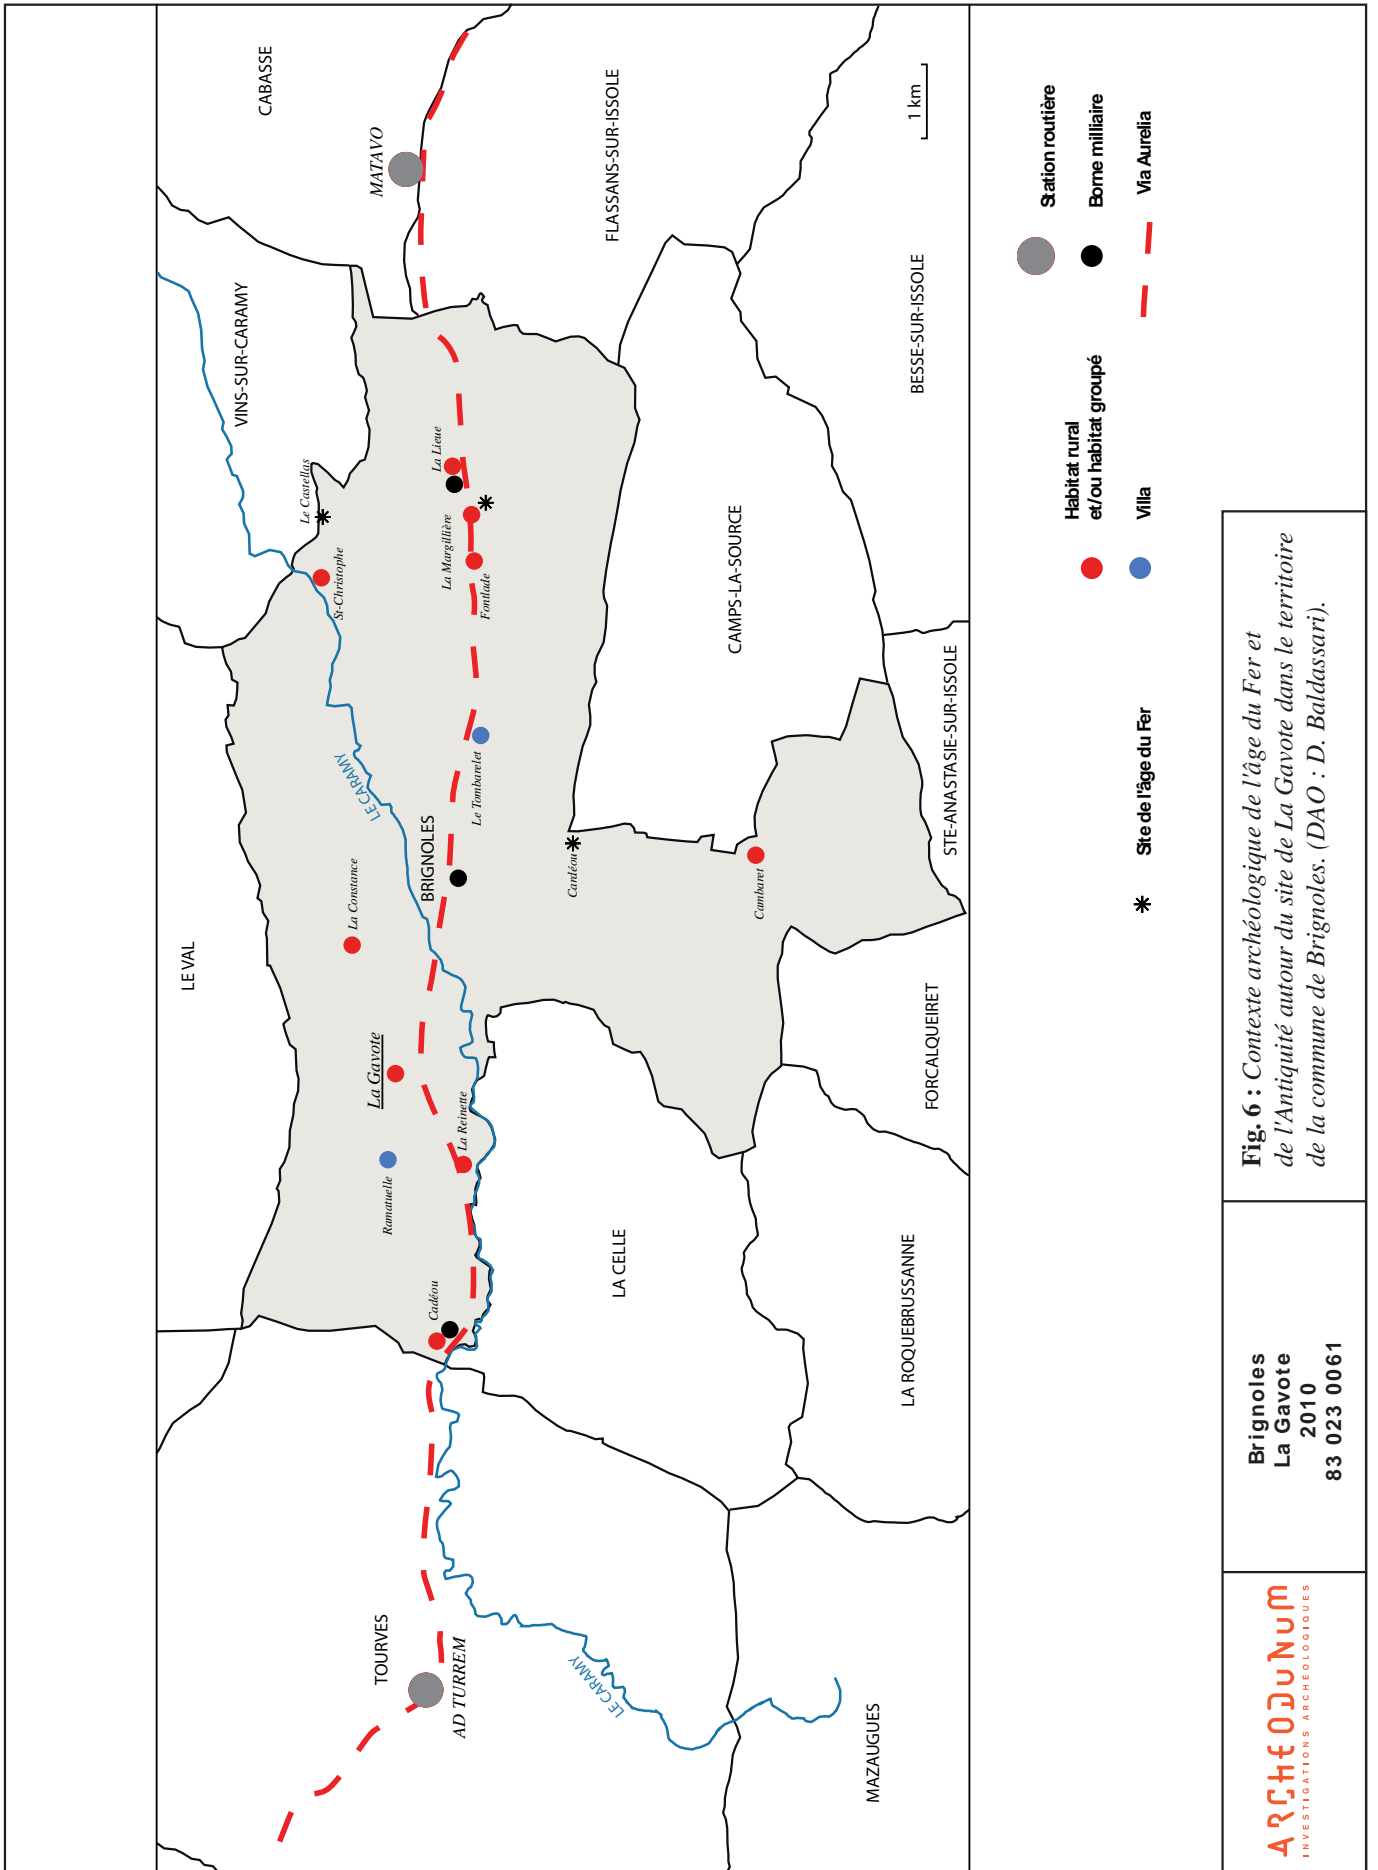 CABASSE
MATAVO
VINS-SUR-CARAMY
FLASSANS-SUR-ISSOLE
BESSE-SUR-ISSOLE
1 km
Le Castellas
La Lieue
St-Christophe
La Margillière
Fontlade
CAMPS-LA-SOURCE
STE-ANASTASIE-SUR-ISSOLE
LE CARAMY
BRIGNOLES
Le Tombarelet
La Constance
Cardéou
Cambaret
LE VAL
La Gavote
La Reinette
Ramatuelle
FORCALQUEIRET
Cadéou
LA CELLE
LA ROQUEBRUSSANNE
TOURVES
AD TURREM
LE CARAMY
MAZAUGUES
Site de l'âge du Fer
Habitat rural
et/ou habitat groupé
Villa
Station routière
Borne milliaire
Via Aurelia
ARCHEODUNUM
INVESTIGATIONS ARCHÉOLOGIQUES
Brignoles
La Gavote
2010
83 023 0061
Fig. 6 : Contexte archéologique de l'âge du Fer et
de l'Antiquité autour du site de La Gavote dans le territoire
de la commune de Brignoles. (DAO : D. Baldassari).